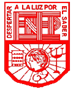 DESPERTAR A LA LUZ POR EL SABER